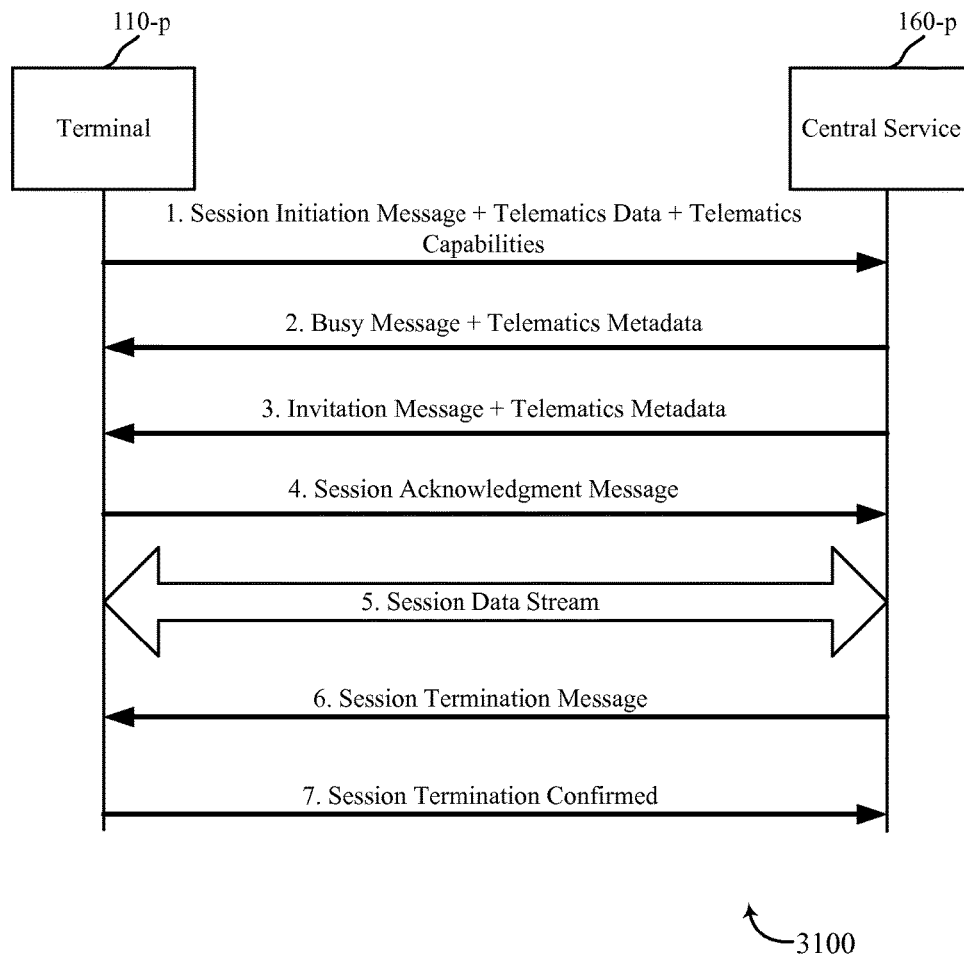 110-p
160-p
Terminal
Central Service
1. Session Initiation Message + Telematics Data + Telematics
Capabilities
2. Busy Message + Telematics Metadata
3. Invitation Message + Telematics Metadata
4. Session Acknowledgment Message
5. Session Data Stream
6. Session Termination Message
7. Session Termination Confirmed
3100